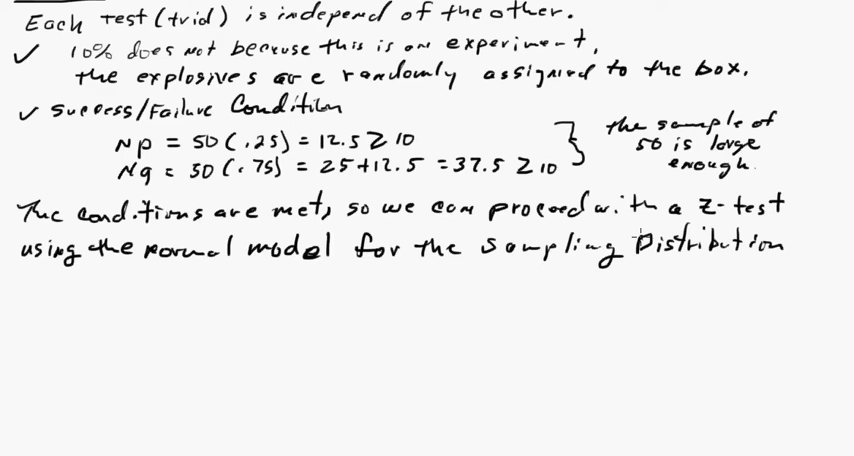 Each test (trial) is independ of the other.
✓ 10% does not because this is an experiment,
the explosives are randomly assigned to the box.
✓ Success/Failure Condition
np = 50 (.25) = 12.5 ≥ 10
nq = 50 (.75) = 25+12.5 = 37.5 ≥ 10
the sample of
50 is large
enough.
The conditions are met, so we can proceed with a z-test
using the normal model for the sampling Distribution